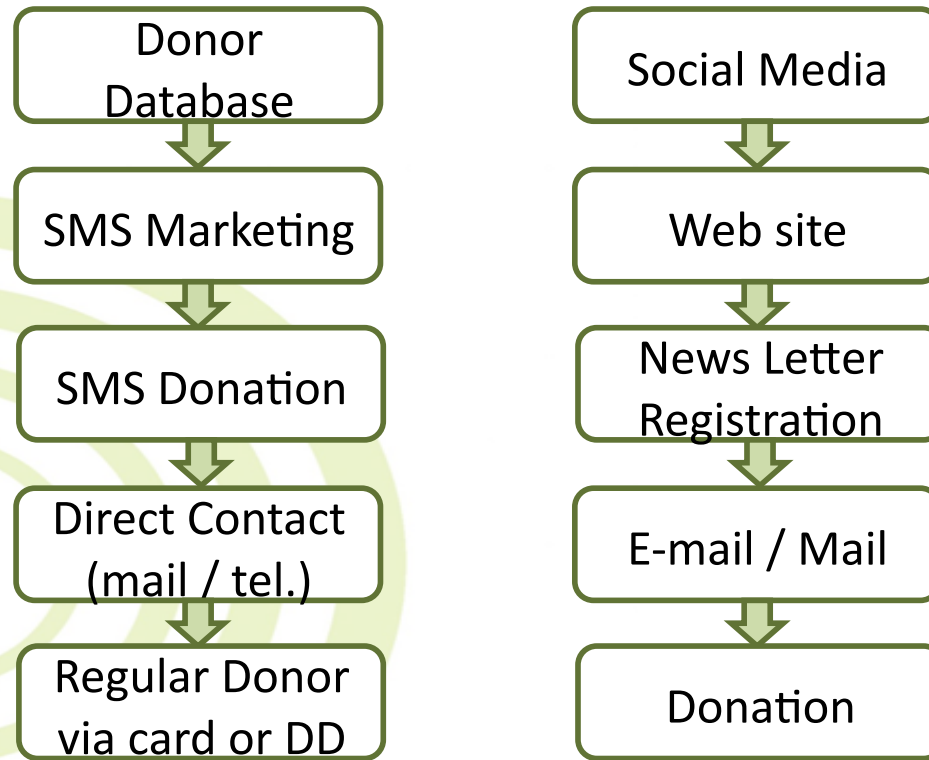 Donor
Database
SMS Marketing
SMS Donation
Direct Contact
(mail / tel.)
Regular Donor
via card or DD
Social Media
Web site
News Letter
Registration
E-mail / Mail
Donation